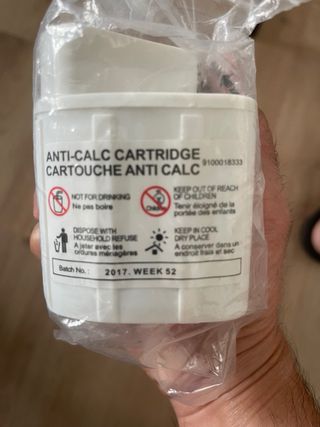 ANTI-CALC CARTRIDGE
CARTOUCHE ANTI CALC
9100018333
NOT FOR DRINKING
Ne pas boire
KEEP OUT OF REACH
OF CHILDREN
Tenir éloigné de la
portée des enfants
DISPOSE WITH
HOUSEHOLD REFUSE
A jeter avec les
ordures ménagères
KEEP IN COOL
DRY PLACE
A conserver dans un
endroit frais et sec
Batch No.: 2017. WEEK 52